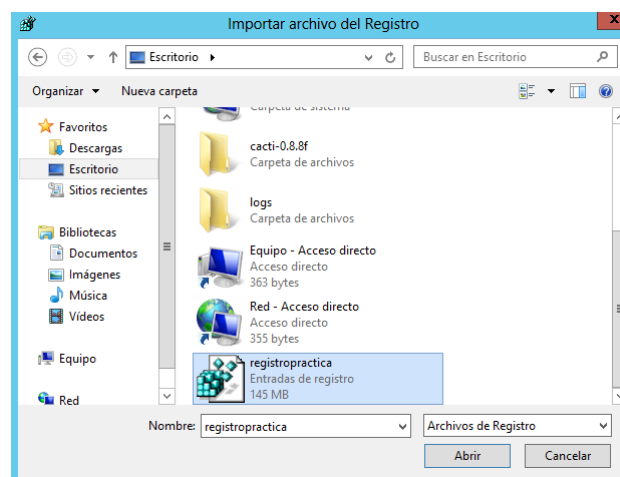 Importar archivo del Registro
Escritorio
Buscar en Escritorio
Organizar
Nueva carpeta
Favoritos
Descargas
Escritorio
Sitios recientes
Bibliotecas
Documentos
Imágenes
Música
Vídeos
Equipo
Red
Carpeta de sistema
cacti-0.8.8f
Carpeta de archivos
logs
Carpeta de archivos
Equipo - Acceso directo
Acceso directo
363 bytes
Red - Acceso directo
Acceso directo
355 bytes
registropractica
Entradas de registro
145 MB
Nombre: registropractica
Archivos de Registro
Abrir
Cancelar